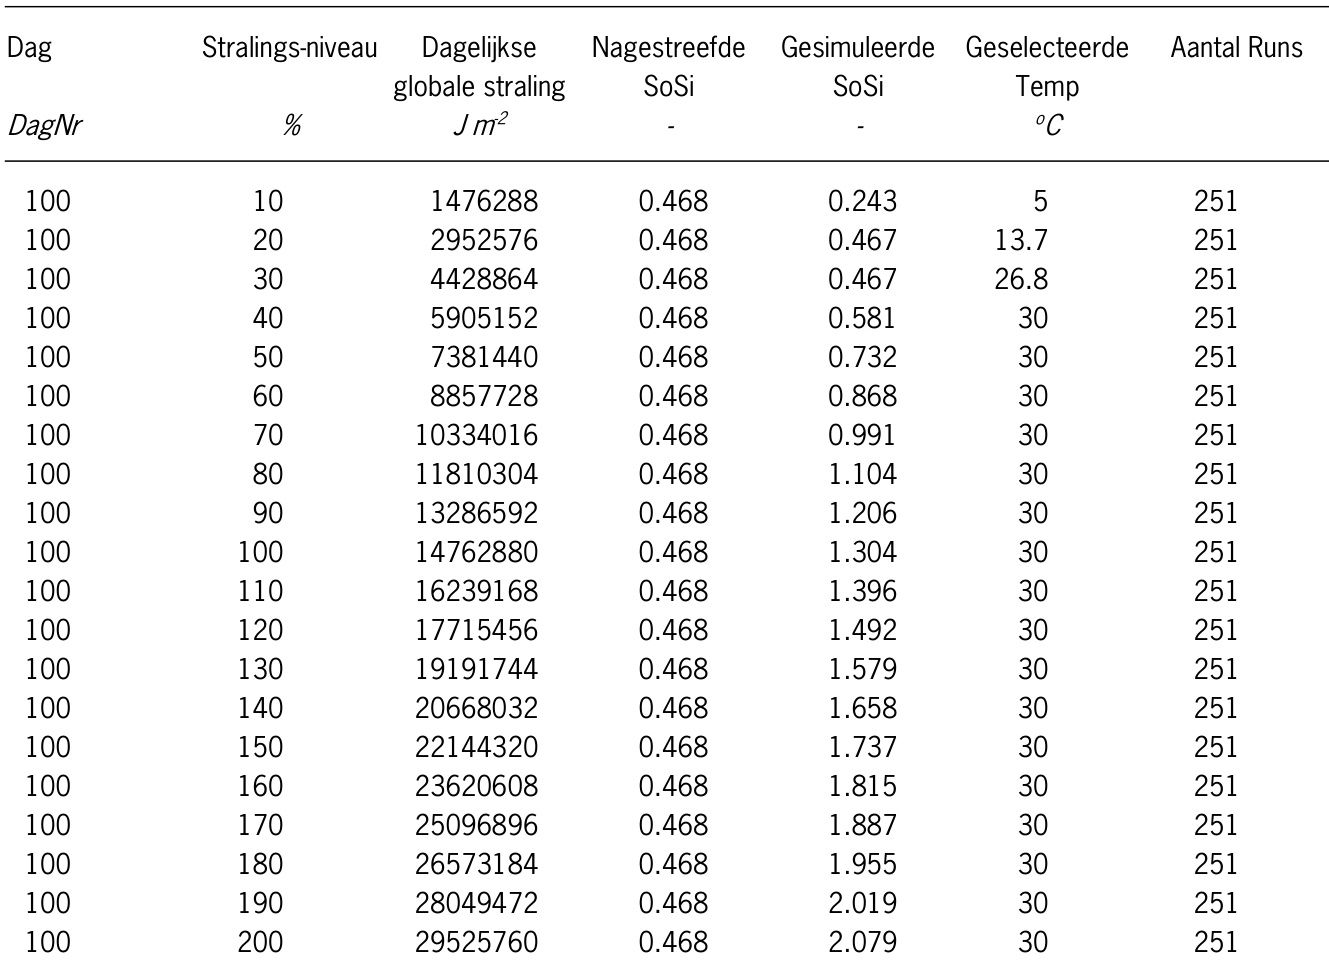 Dag Stralings-niveau Dagelijkse Nagestreefde Gesimuleerde Geselecteerde Aantal Runs
globale straling SoSi SoSi Temp
DagNr % J m-2 - - oC
100 10 1476288 0.468 0.243 5 251
100 20 2952576 0.468 0.467 13.7 251
100 30 4428864 0.468 0.467 26.8 251
100 40 5905152 0.468 0.581 30 251
100 50 7381440 0.468 0.732 30 251
100 60 8857728 0.468 0.868 30 251
100 70 10334016 0.468 0.991 30 251
100 80 11810304 0.468 1.104 30 251
100 90 13286592 0.468 1.206 30 251
100 100 14762880 0.468 1.304 30 251
100 110 16239168 0.468 1.396 30 251
100 120 17715456 0.468 1.492 30 251
100 130 19191744 0.468 1.579 30 251
100 140 20668032 0.468 1.658 30 251
100 150 22144320 0.468 1.737 30 251
100 160 23620608 0.468 1.815 30 251
100 170 25096896 0.468 1.887 30 251
100 180 26573184 0.468 1.955 30 251
100 190 28049472 0.468 2.019 30 251
100 200 29525760 0.468 2.079 30 251